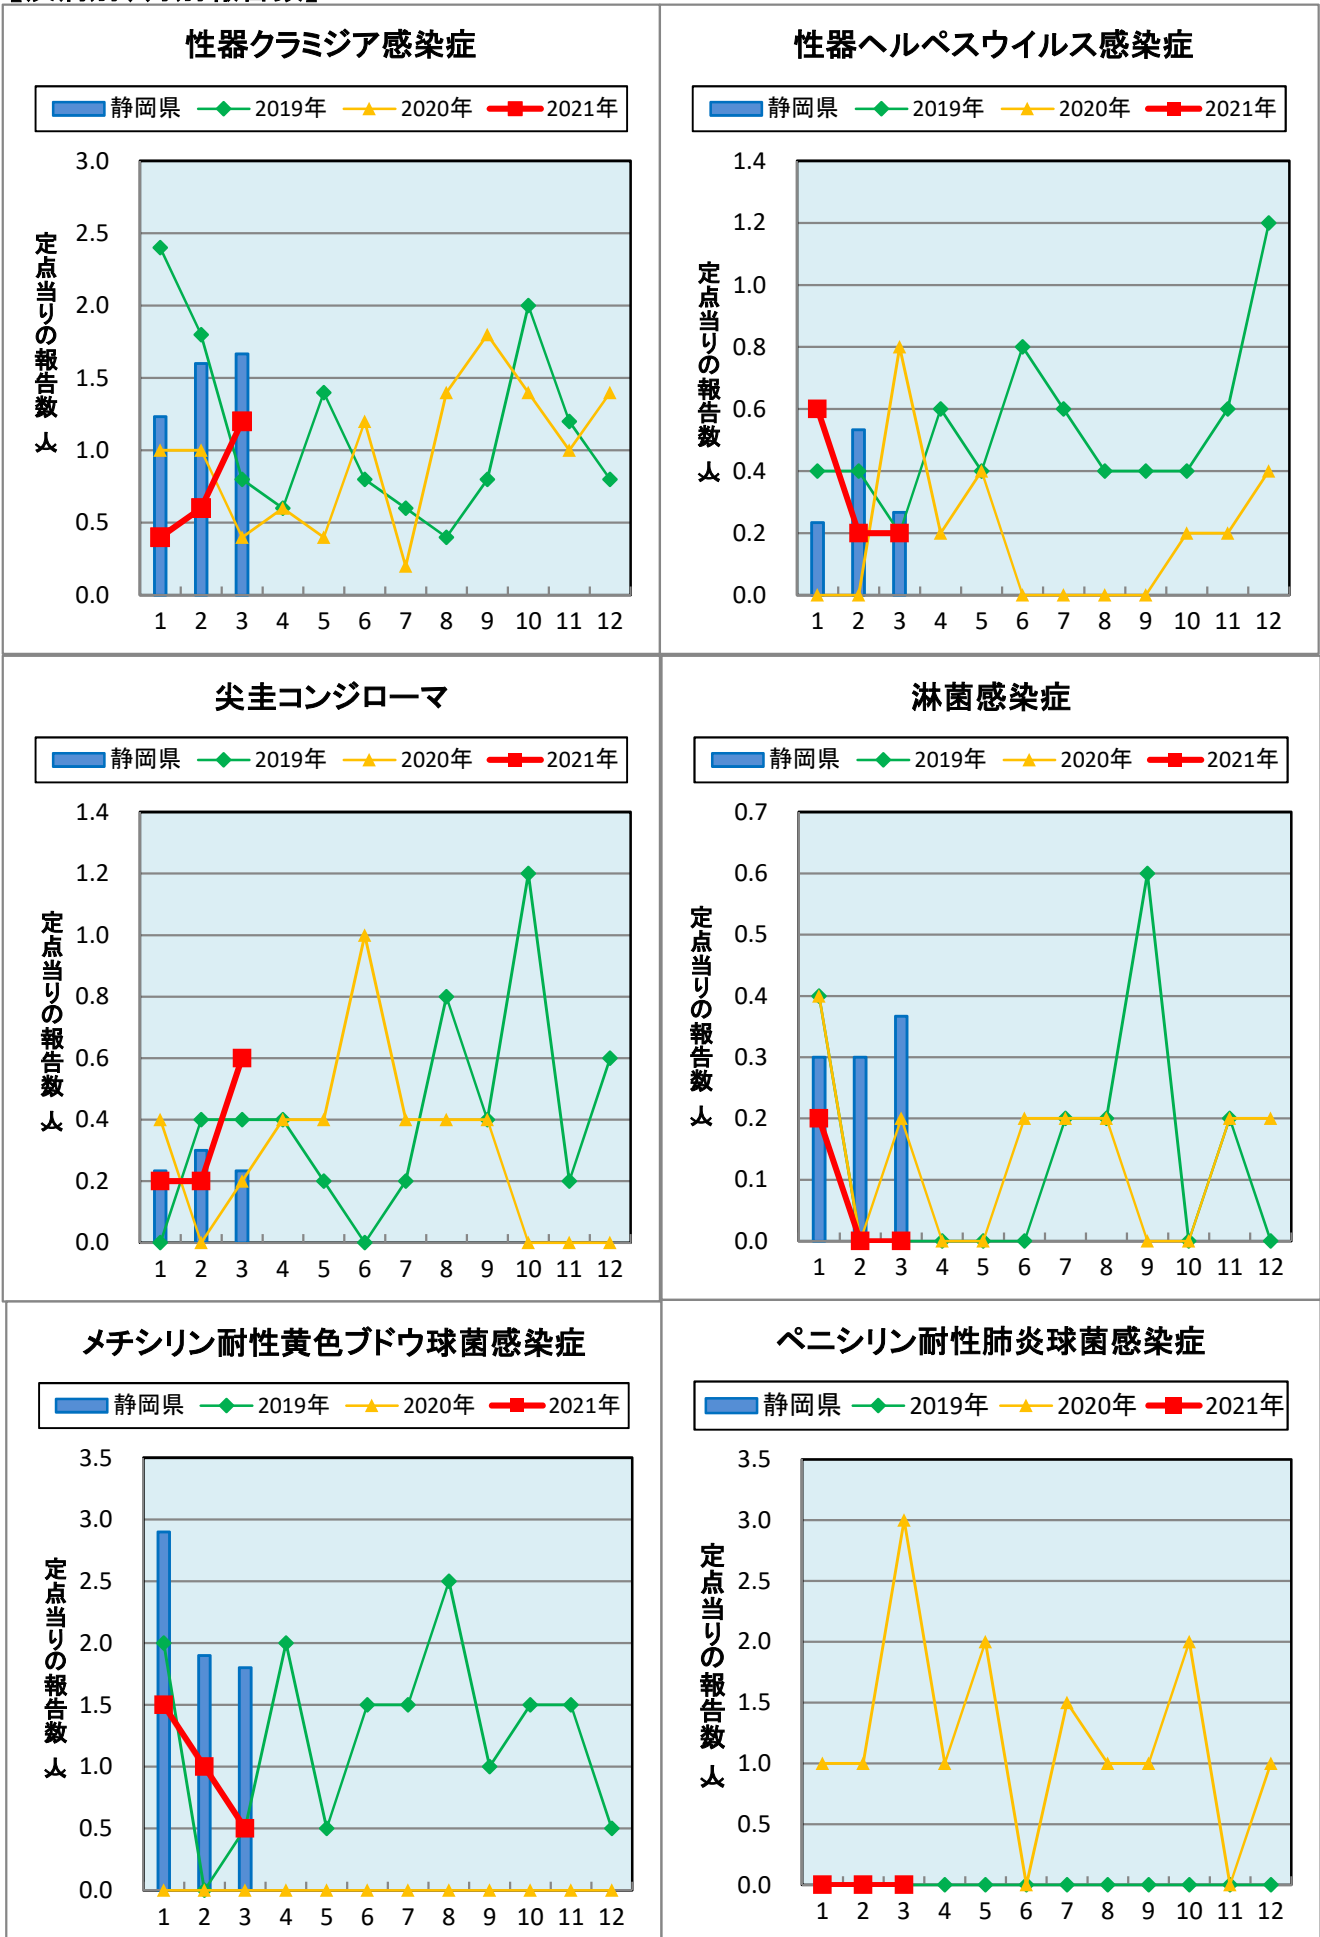 性器クラミジア感染症
静岡県 2019年 2020年 2021年
定点当りの報告数 人
3.0
2.5
2.0
1.5
1.0
0.5
0.0
1 2 3 4 5 6 7 8 9 10 11 12
性器ヘルペスウイルス感染症
静岡県 2019年 2020年 2021年
定点当りの報告数 人
1.4
1.2
1.0
0.8
0.6
0.4
0.2
0.0
1 2 3 4 5 6 7 8 9 10 11 12
尖圭コンジローマ
静岡県 2019年 2020年 2021年
定点当りの報告数 人
1.4
1.2
1.0
0.8
0.6
0.4
0.2
0.0
1 2 3 4 5 6 7 8 9 10 11 12
淋菌感染症
静岡県 2019年 2020年 2021年
定点当りの報告数 人
0.7
0.6
0.5
0.4
0.3
0.2
0.1
0.0
1 2 3 4 5 6 7 8 9 10 11 12
メチシリン耐性黄色ブドウ球菌感染症
静岡県 2019年 2020年 2021年
定点当りの報告数 人
3.5
3.0
2.5
2.0
1.5
1.0
0.5
0.0
1 2 3 4 5 6 7 8 9 10 11 12
ペニシリン耐性肺炎球菌感染症
静岡県 2019年 2020年 2021年
定点当りの報告数 人
3.5
3.0
2.5
2.0
1.5
1.0
0.5
0.0
1 2 3 4 5 6 7 8 9 10 11 12